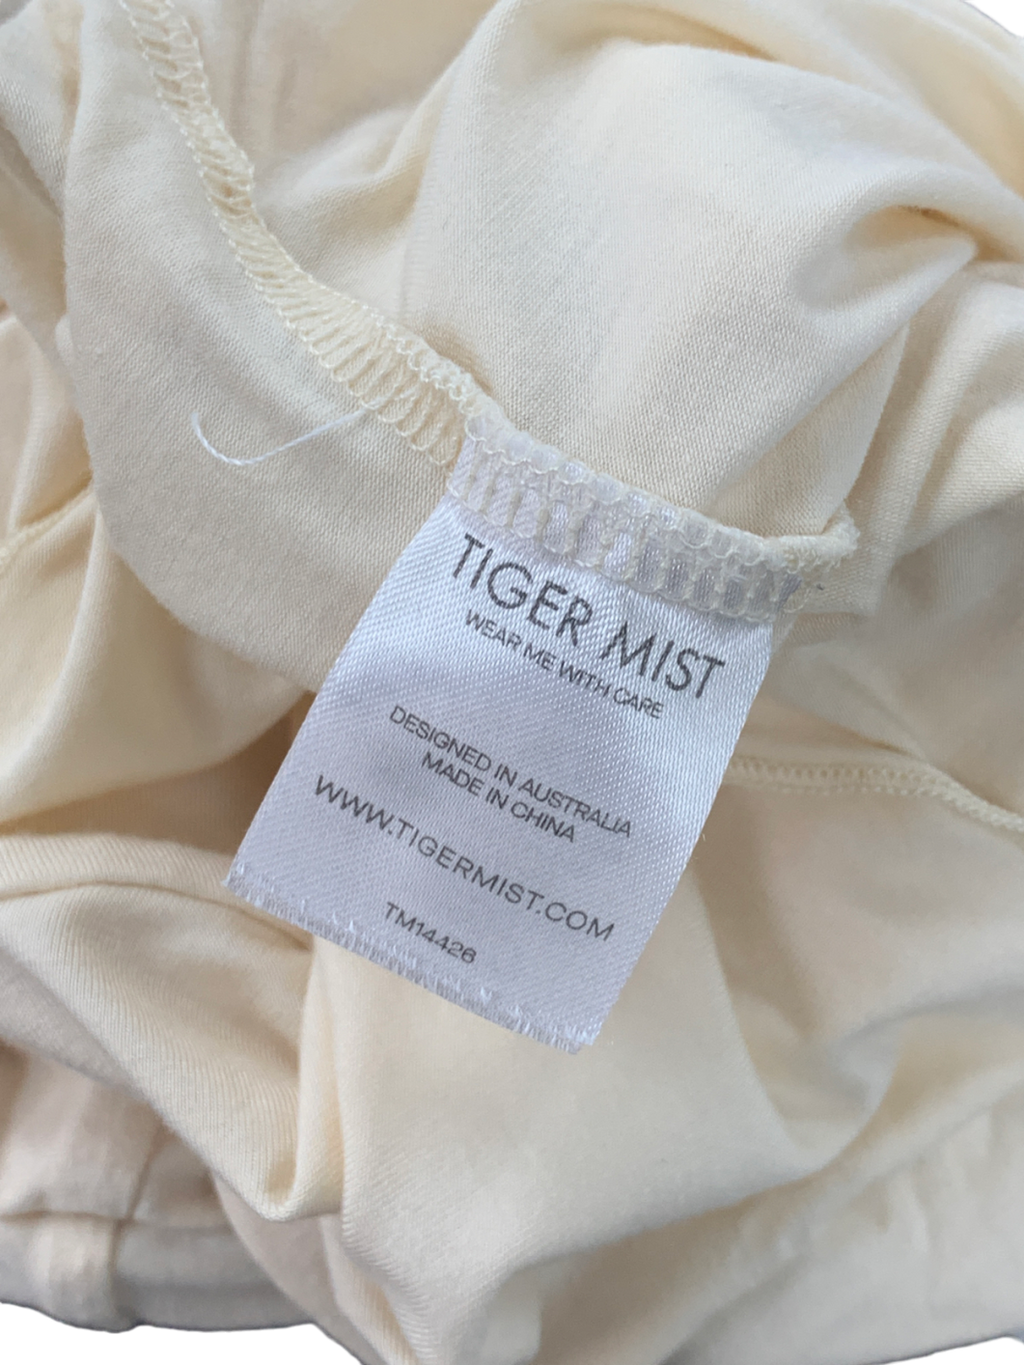 TIGER MIST
WEAR ME WITH CARE
DESIGNED IN AUSTRALIA
MADE IN CHINA
WWW.TIGERMIST.COM
TM14426